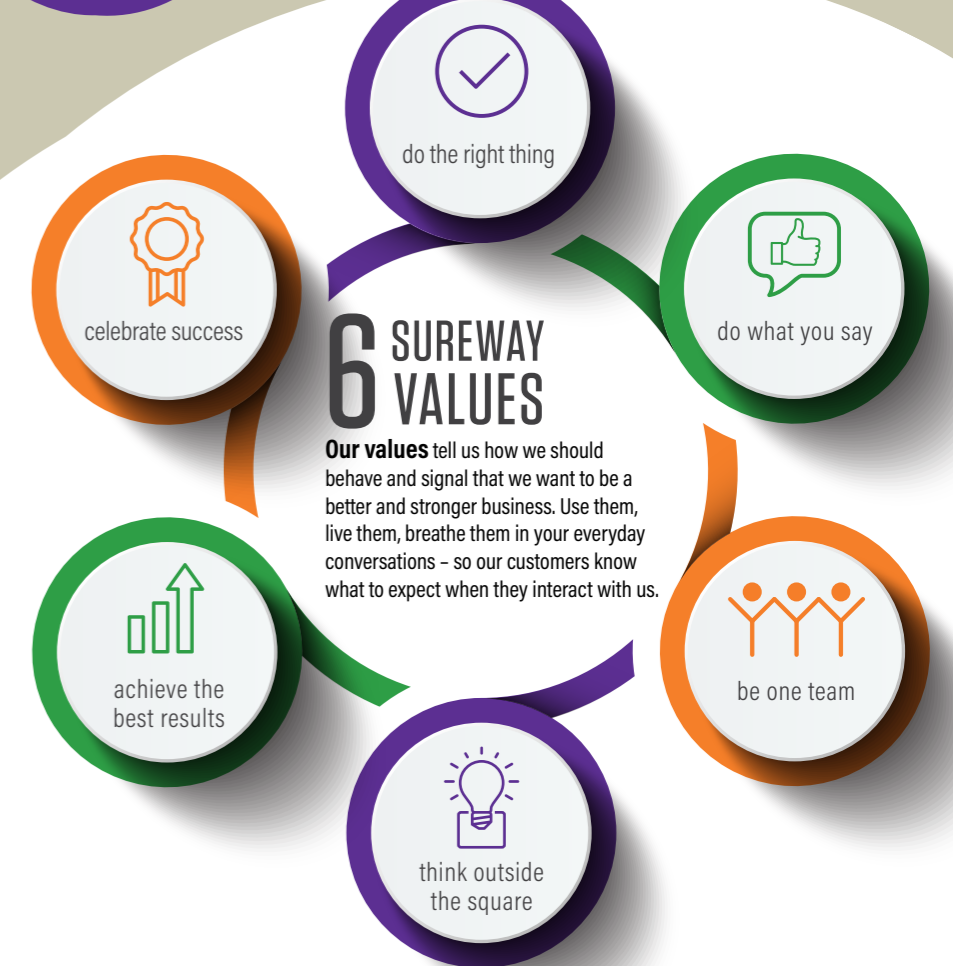 do the right thing
do what you say
be one team
think outside
the square
achieve the
best results
celebrate success
6 SUREWAY
VALUES
Our values tell us how we should
behave and signal that we want to be a
better and stronger business. Use them,
live them, breathe them in your everyday
conversations – so our customers know
what to expect when they interact with us.